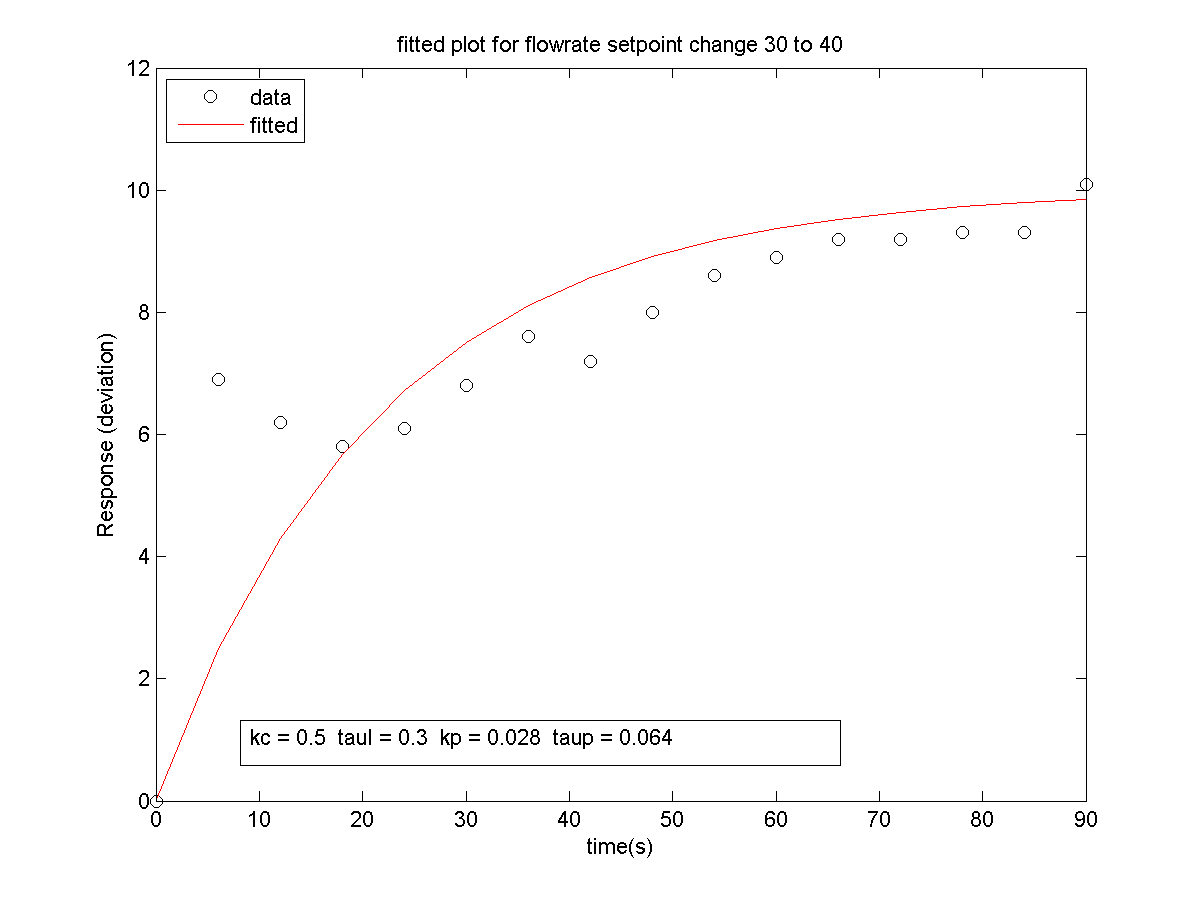 fitted plot for flowrate setpoint change 30 to 40
12
10
8
6
4
2
0
Response (deviation)
data
fitted
kc = 0.5 tauI = 0.3 kp = 0.028 taup = 0.064
0 10 20 30 40 50 60 70 80 90
time(s)